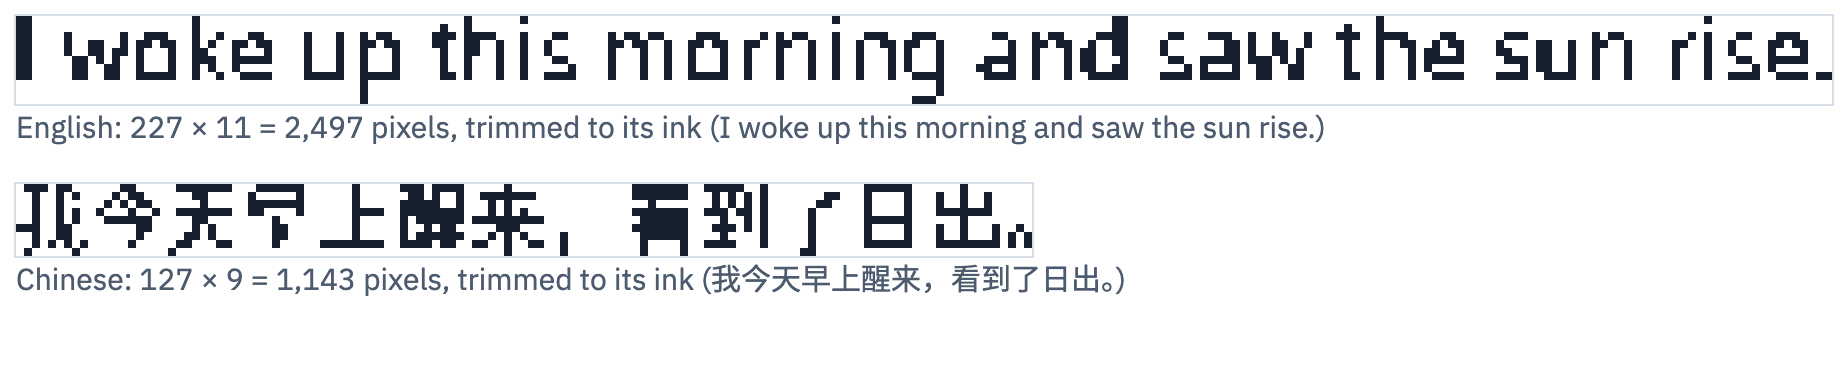 I woke up this morning and saw the sun rise.
English: 227 × 11 = 2,497 pixels, trimmed to its ink (I woke up this morning and saw the sun rise.)
我今天早上醒来，看到了日出。
Chinese: 127 × 9 = 1,143 pixels, trimmed to its ink (我今天早上醒来，看到了日出。)